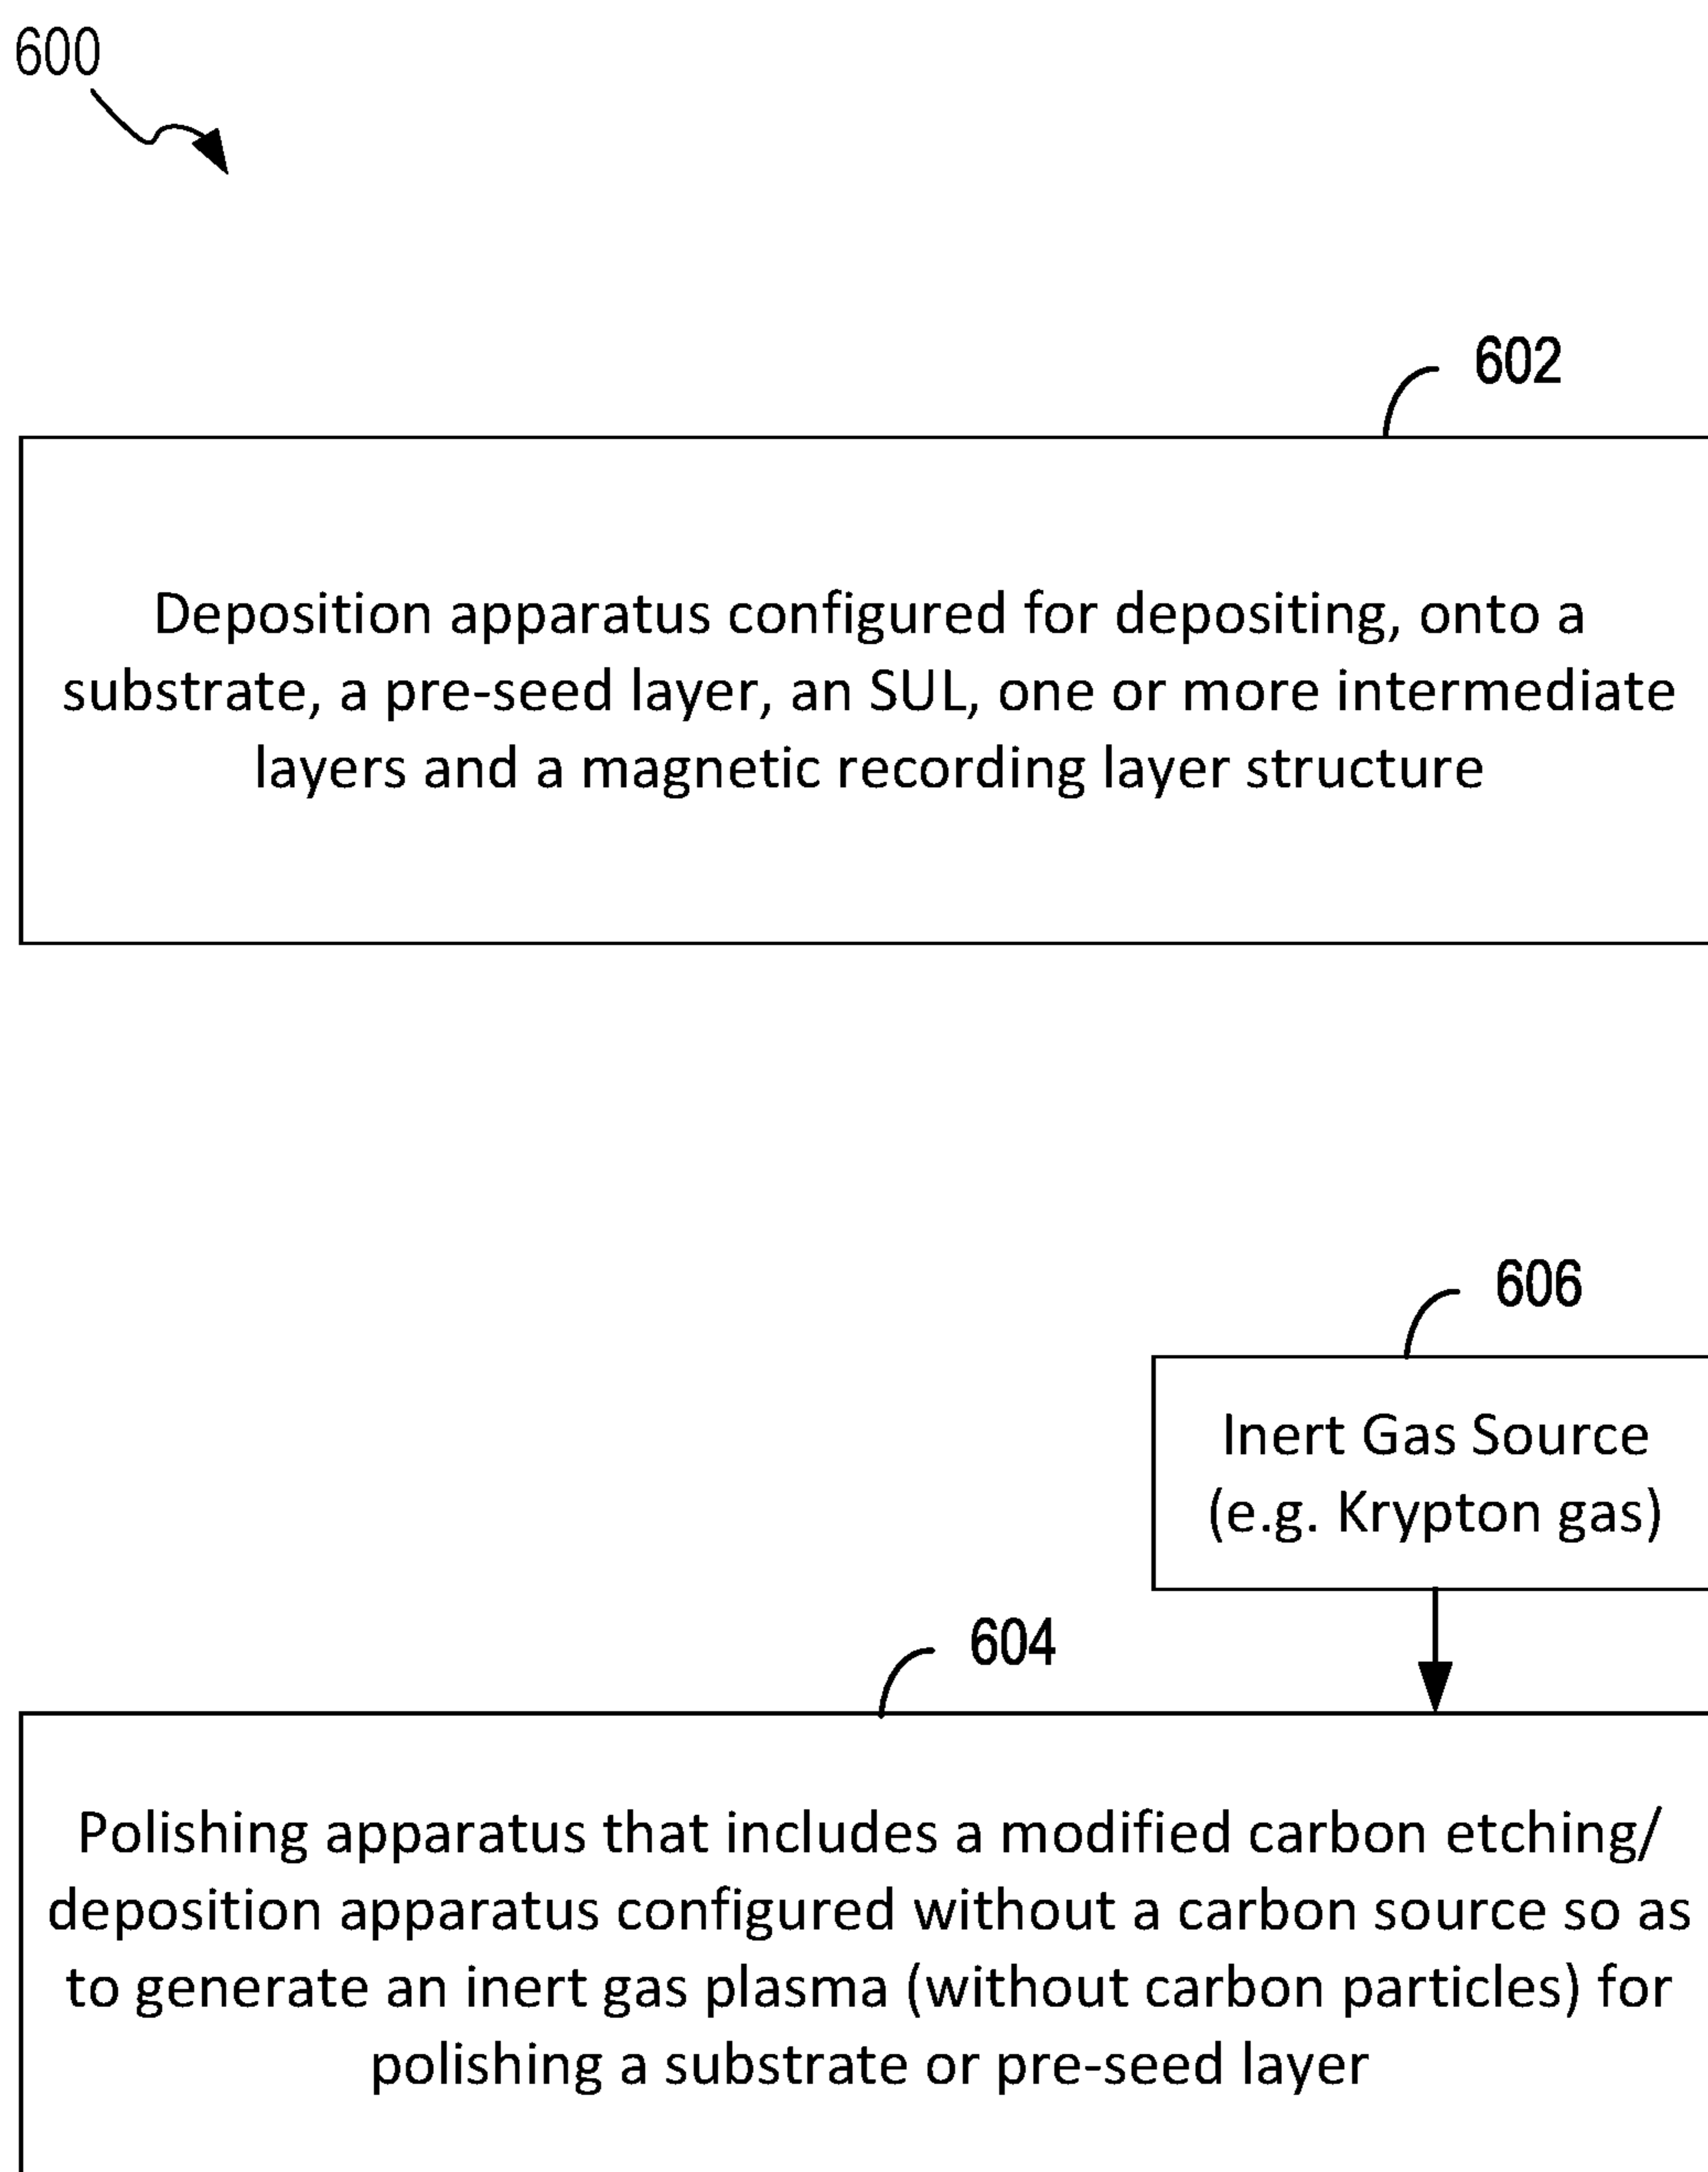 600
602
Deposition apparatus configured for depositing, onto a
substrate, a pre-seed layer, an SUL, one or more intermediate
layers and a magnetic recording layer structure
606
Inert Gas Source
(e.g. Krypton gas)
604
Polishing apparatus that includes a modified carbon etching/
deposition apparatus configured without a carbon source so as
to generate an inert gas plasma (without carbon particles) for
polishing a substrate or pre-seed layer